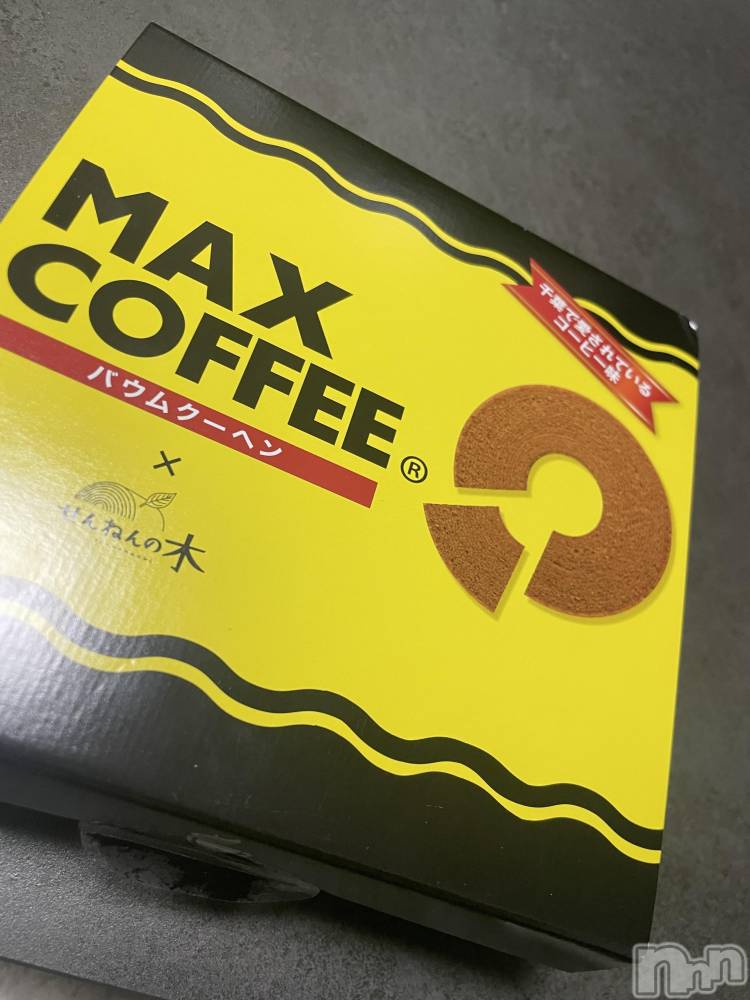 MAX
COFFEE®
バウムクーヘン
×
せんねんの木
千葉で愛されている
コーヒー味
nnn